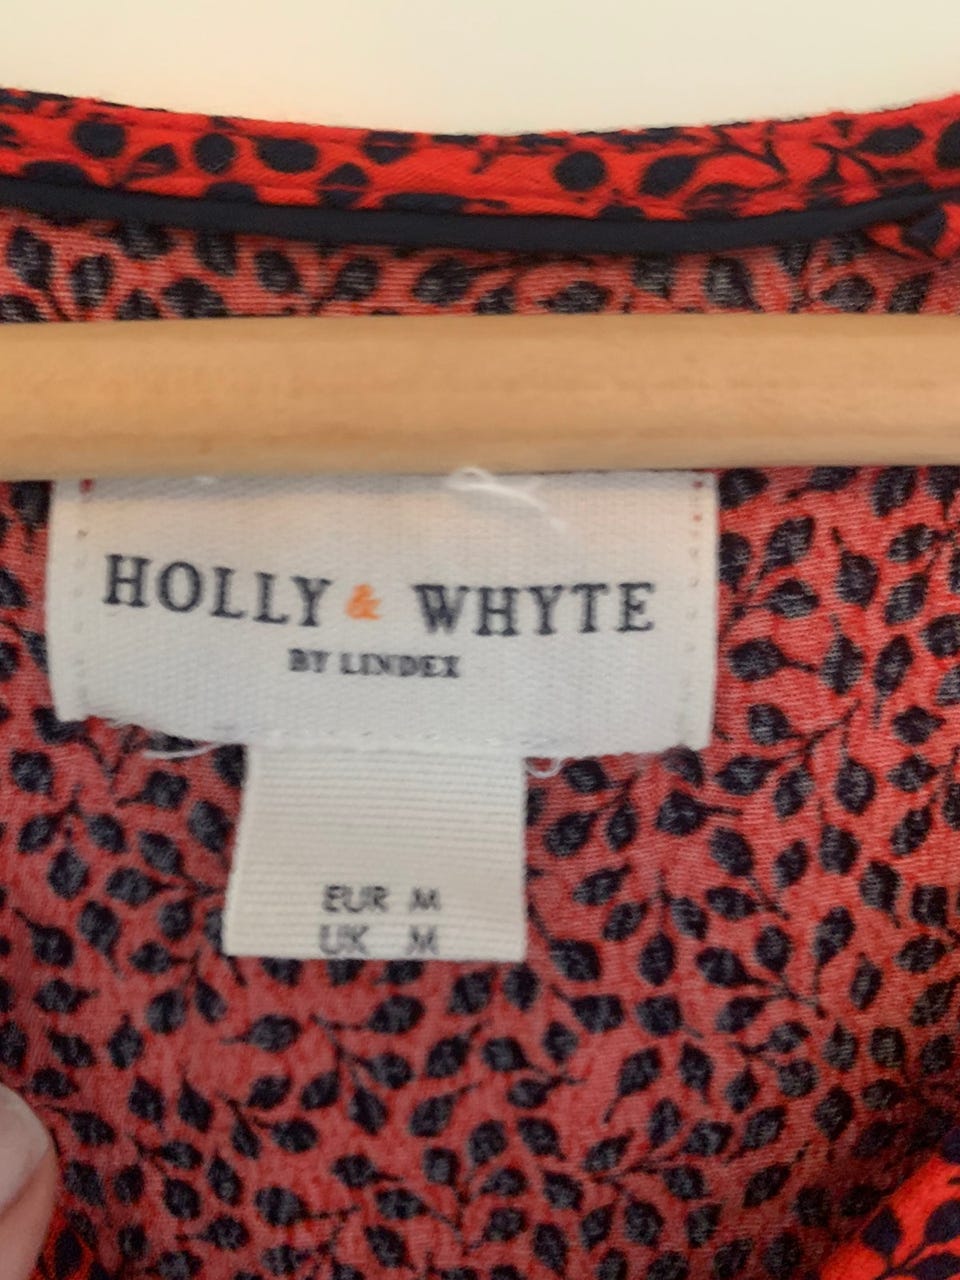 HOLLY & WHYTE
BY LINDEX
EUR M
UK M